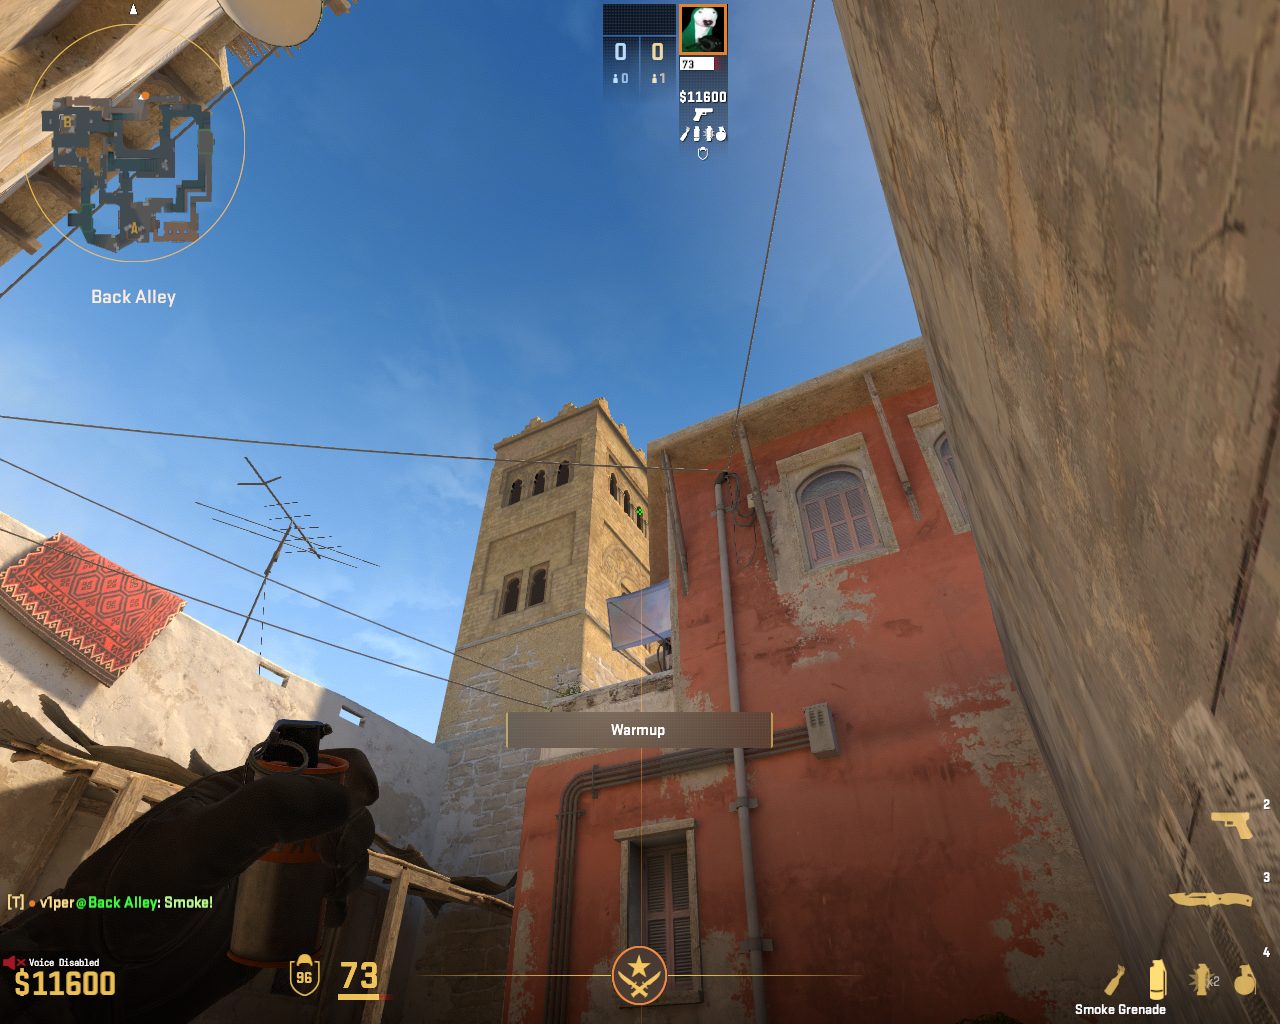 0 0
0 1
73
$11600
B
A
Back Alley
Warmup
2
3
[T] ● v1per@Back Alley: Smoke!
4
Voice Disabled
$11600
96
73
x2
Smoke Grenade